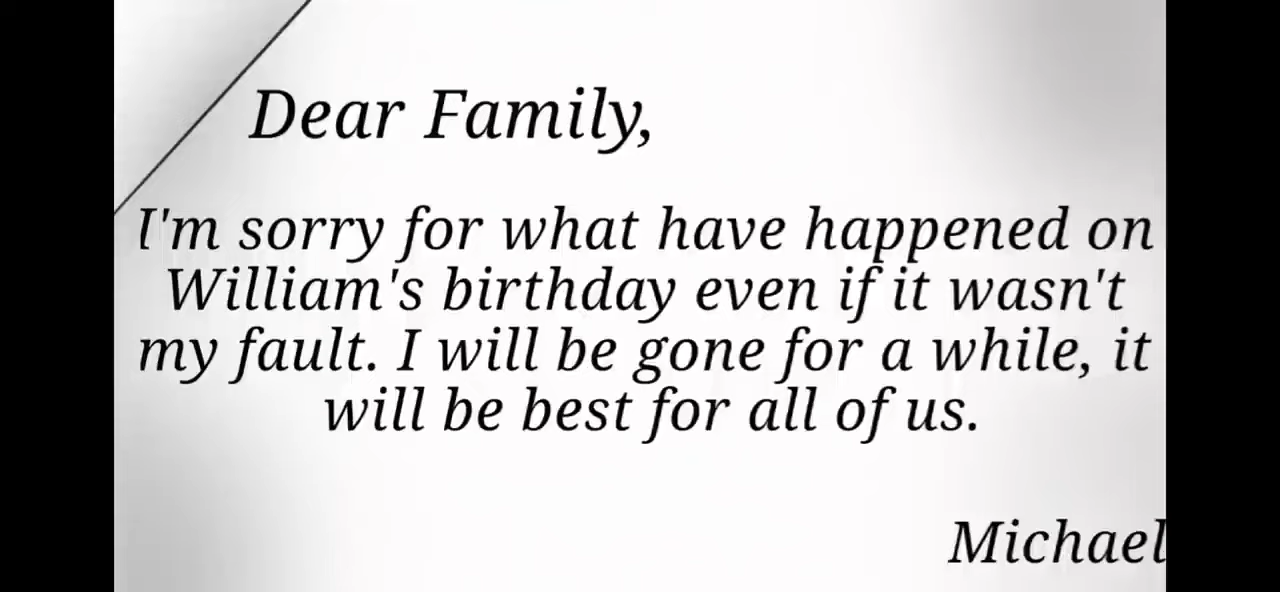 Dear Family,
I'm sorry for what have happened on
William's birthday even if it wasn't
my fault. I will be gone for a while, it
will be best for all of us.
Michael